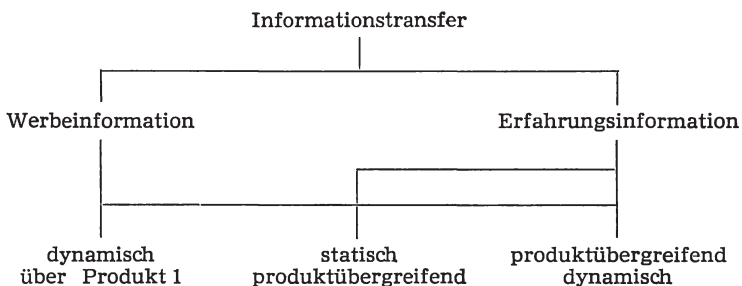 Informationstransfer
Werbeinformation
Erfahrungsinformation
dynamisch
über Produkt 1
statisch
produktübergreifend
produktübergreifend
dynamisch